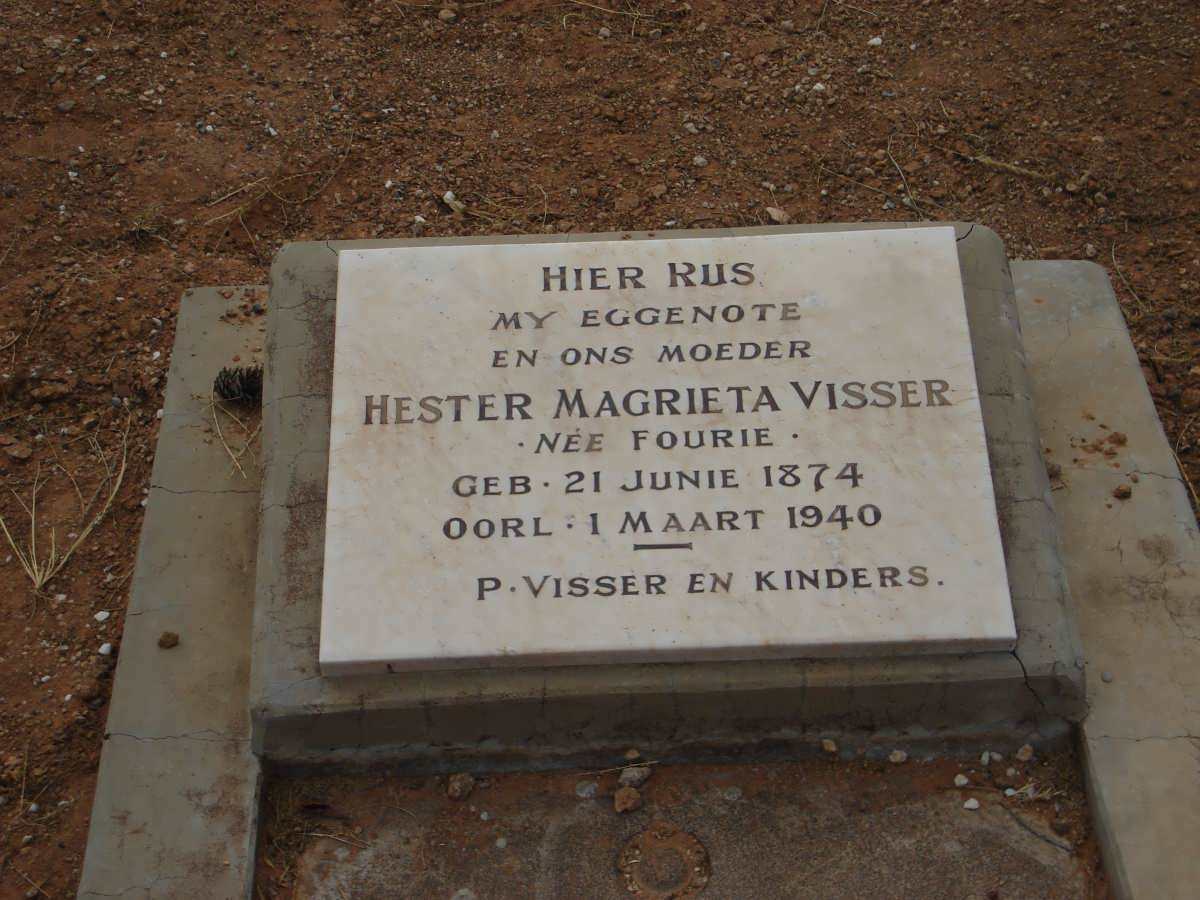 HIER RUS
MY EGGENOTE
EN ONS MOEDER
HESTER MAGRIETA VISSER
· NÉE FOURIE ·
GEB · 21 JUNIE 1874
OORL · 1 MAART 1940
P. VISSER EN KINDERS.